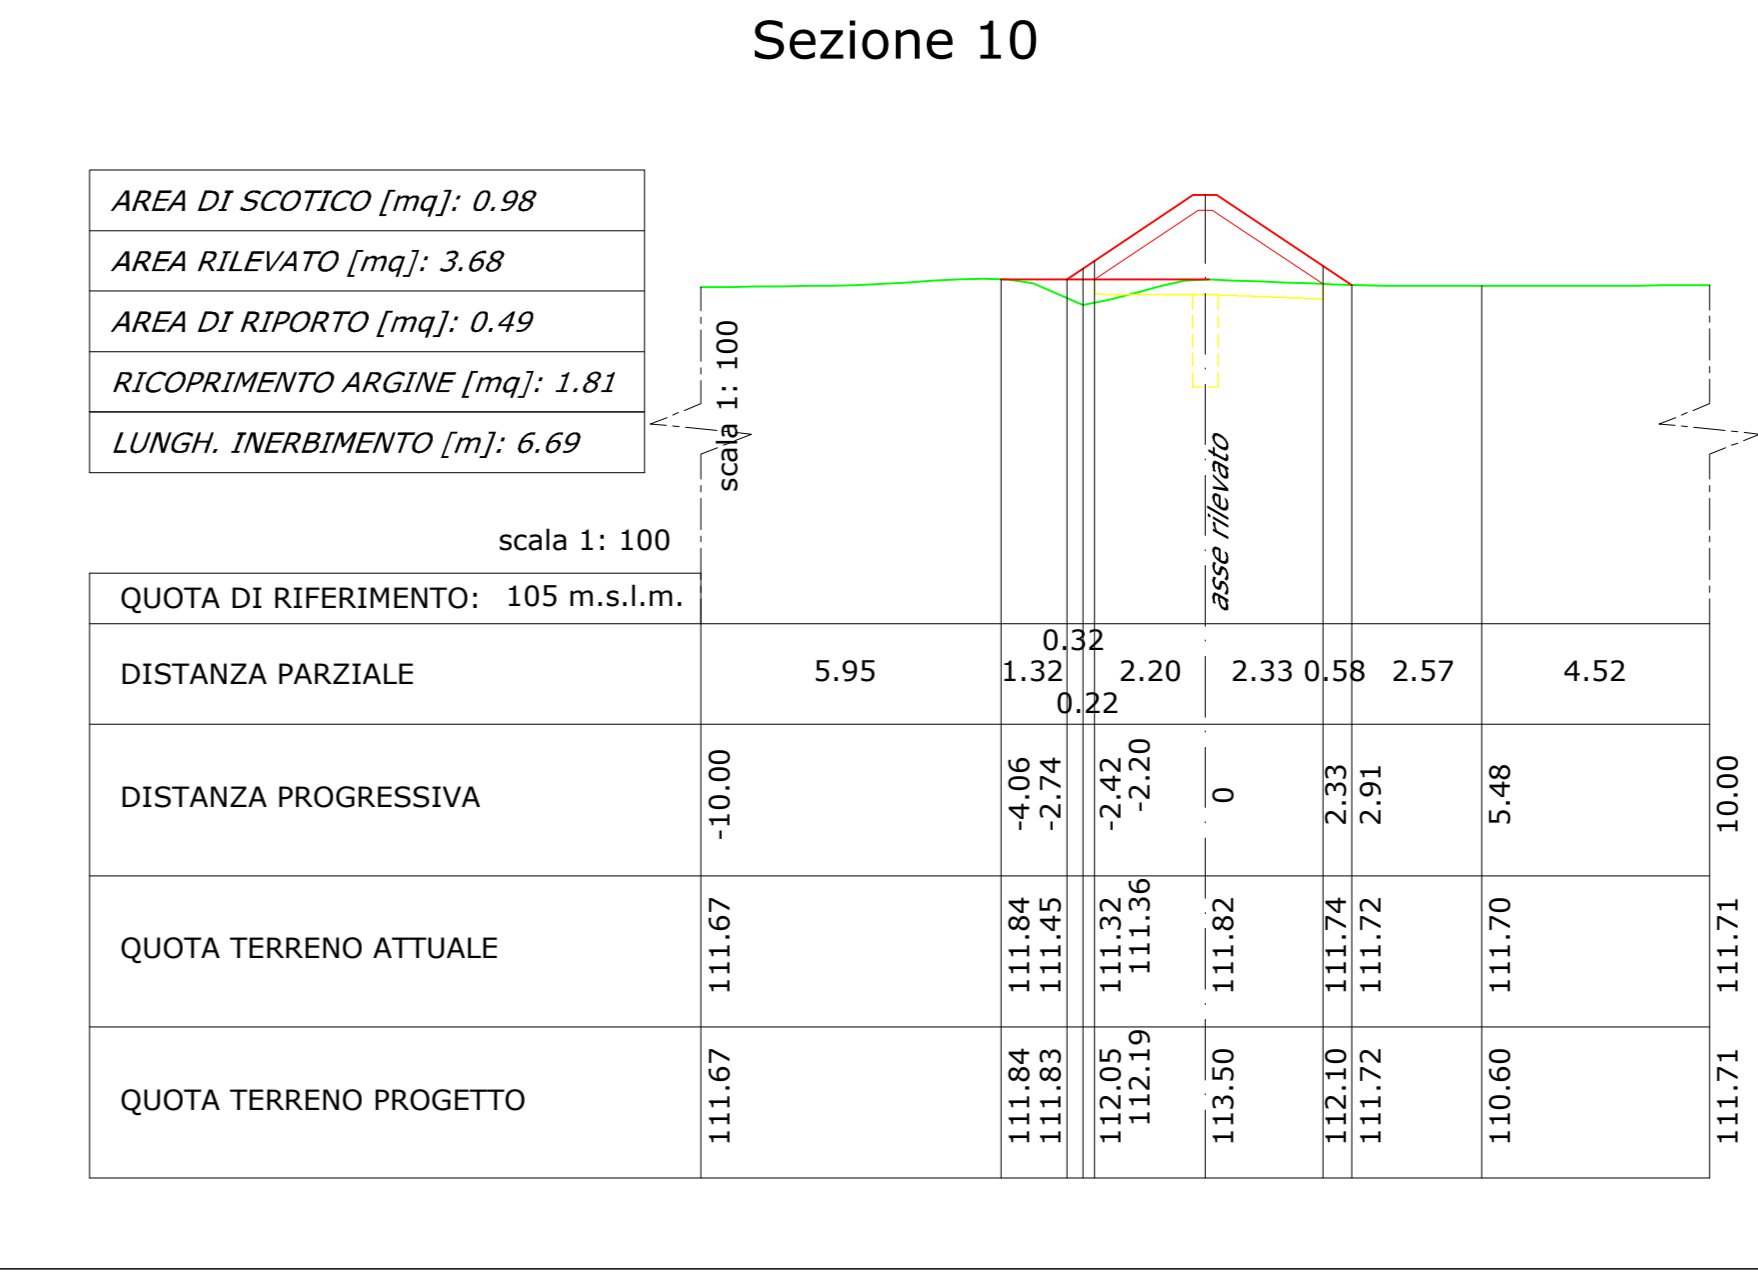 Sezione 10
AREA DI SCOTICO [mq]: 0.98
AREA RILEVATO [mq]: 3.68
AREA DI RIPORTO [mq]: 0.49
RICOPRIMENTO ARGINE [mq]: 1.81
LUNGH. INERBIMENTO [m]: 6.69
scala 1: 100
scala 1: 100
asse rilevato
QUOTA DI RIFERIMENTO: 105 m.s.l.m.
DISTANZA PARZIALE 5.95 1.32 0.32 0.22 2.20 2.33 0.58 2.57 4.52
DISTANZA PROGRESSIVA -10.00 -4.06 -2.74 -2.42 -2.20 0 2.33 2.91 5.48 10.00
QUOTA TERRENO ATTUALE 111.67 111.84 111.45 111.32 111.36 111.82 111.74 111.72 111.70 111.71
QUOTA TERRENO PROGETTO 111.67 111.84 111.83 112.05 112.19 113.50 112.10 111.72 110.60 111.71